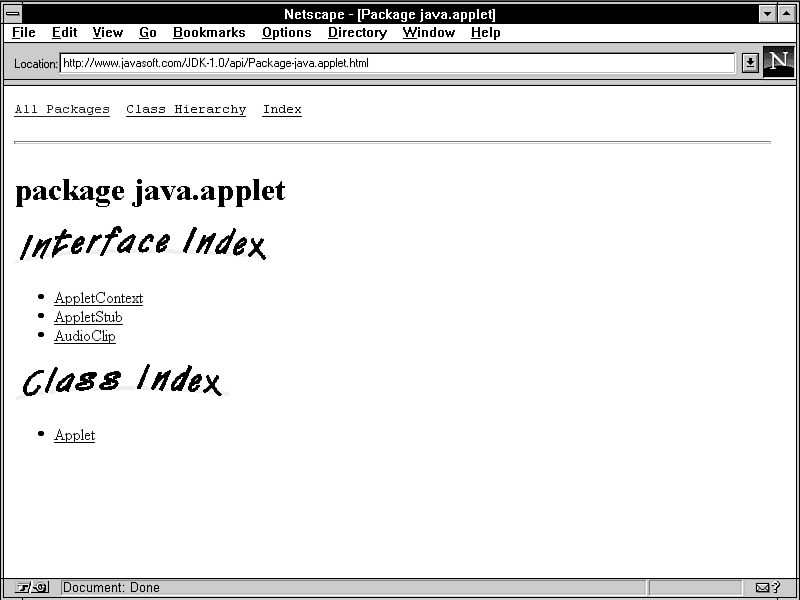 Netscape - [Package java.applet]
File Edit View Go Bookmarks Options Directory Window Help
Location: http://www.javasoft.com/JDK-1.0/api/Package-java.applet.html
N
All Packages Class Hierarchy Index
package java.applet
Interface Index
• AppletContext
• AppletStub
• AudioClip
Class Index
• Applet
Document: Done
?